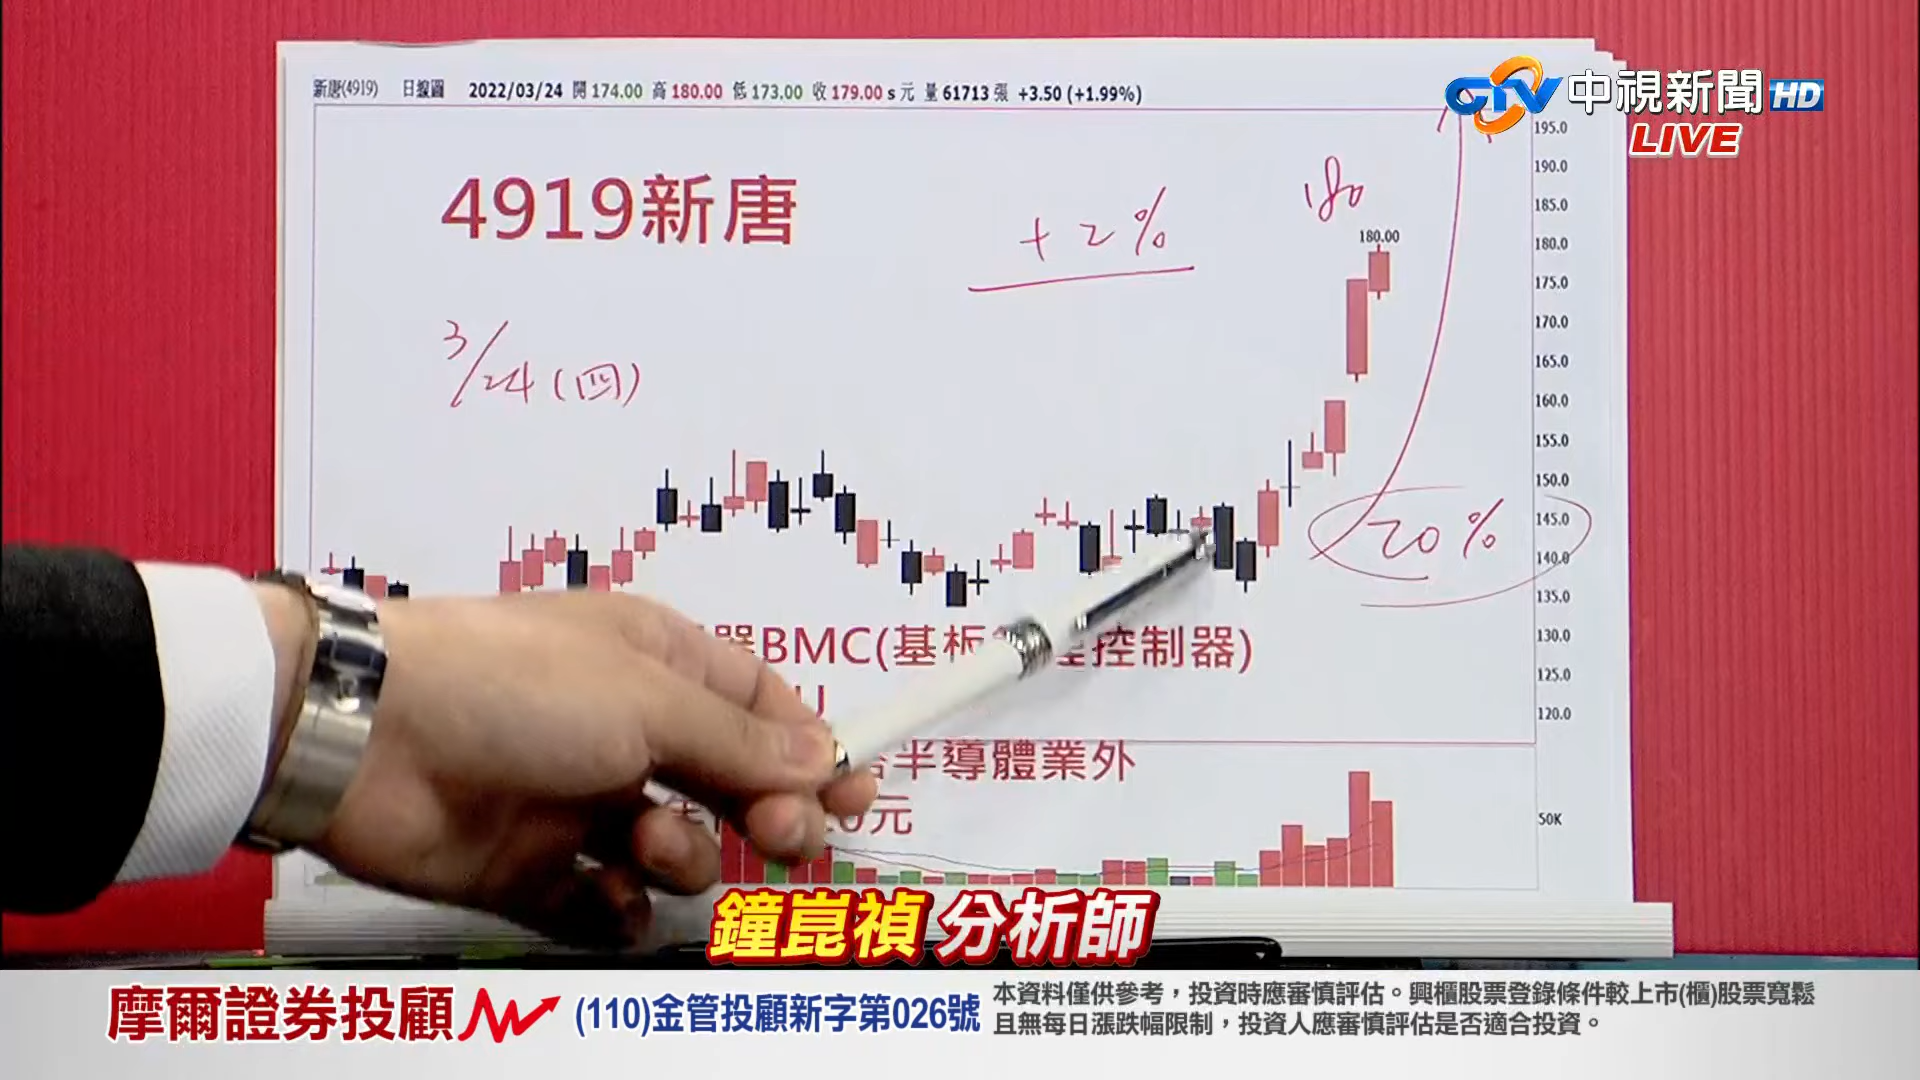 新唐(4919) 日線圖 2022/03/24 開 174.00 高 180.00 低 173.00 收 179.00 s 元 量 61713 張 +3.50 (+1.99%)
CTV 中視新聞 HD
LIVE
4919新唐
+2%
180
180.00
3/24(四)
20%
195.0
190.0
185.0
180.0
175.0
170.0
165.0
160.0
155.0
150.0
145.0
140.0
135.0
130.0
125.0
120.0
器BMC(基板 控制器)
U
半導體業外
元
50K
鐘崑禎 分析師
摩爾證券投顧 (110)金管投顧新字第026號
本資料僅供參考，投資時應審慎評估。興櫃股票登錄條件較上市(櫃)股票寬鬆
且無每日漲跌幅限制，投資人應審慎評估是否適合投資。